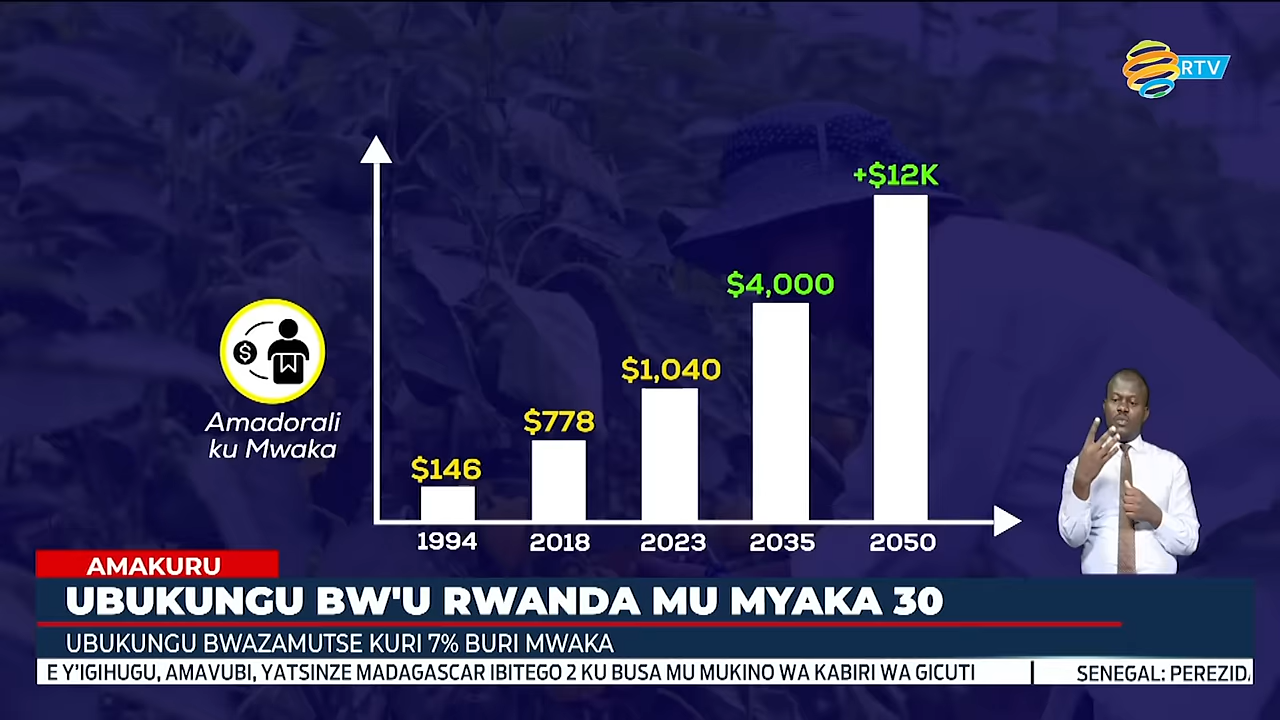 RTV
+$12K
$4,000
$1,040
$778
$146
Amadorali
ku Mwaka
1994 2018 2023 2035 2050
AMAKURU
UBUKUNGU BW'U RWANDA MU MYAKA 30
UBUKUNGU BWAZAMUTSE KURI 7% BURI MWAKA
E Y'IGIHUGU, AMAVUBI, YATSINZE MADAGASCAR IBITEGO 2 KU BUSA MU MUKINO WA KABIRI WA GICUTI | SENEGAL: PEREZID